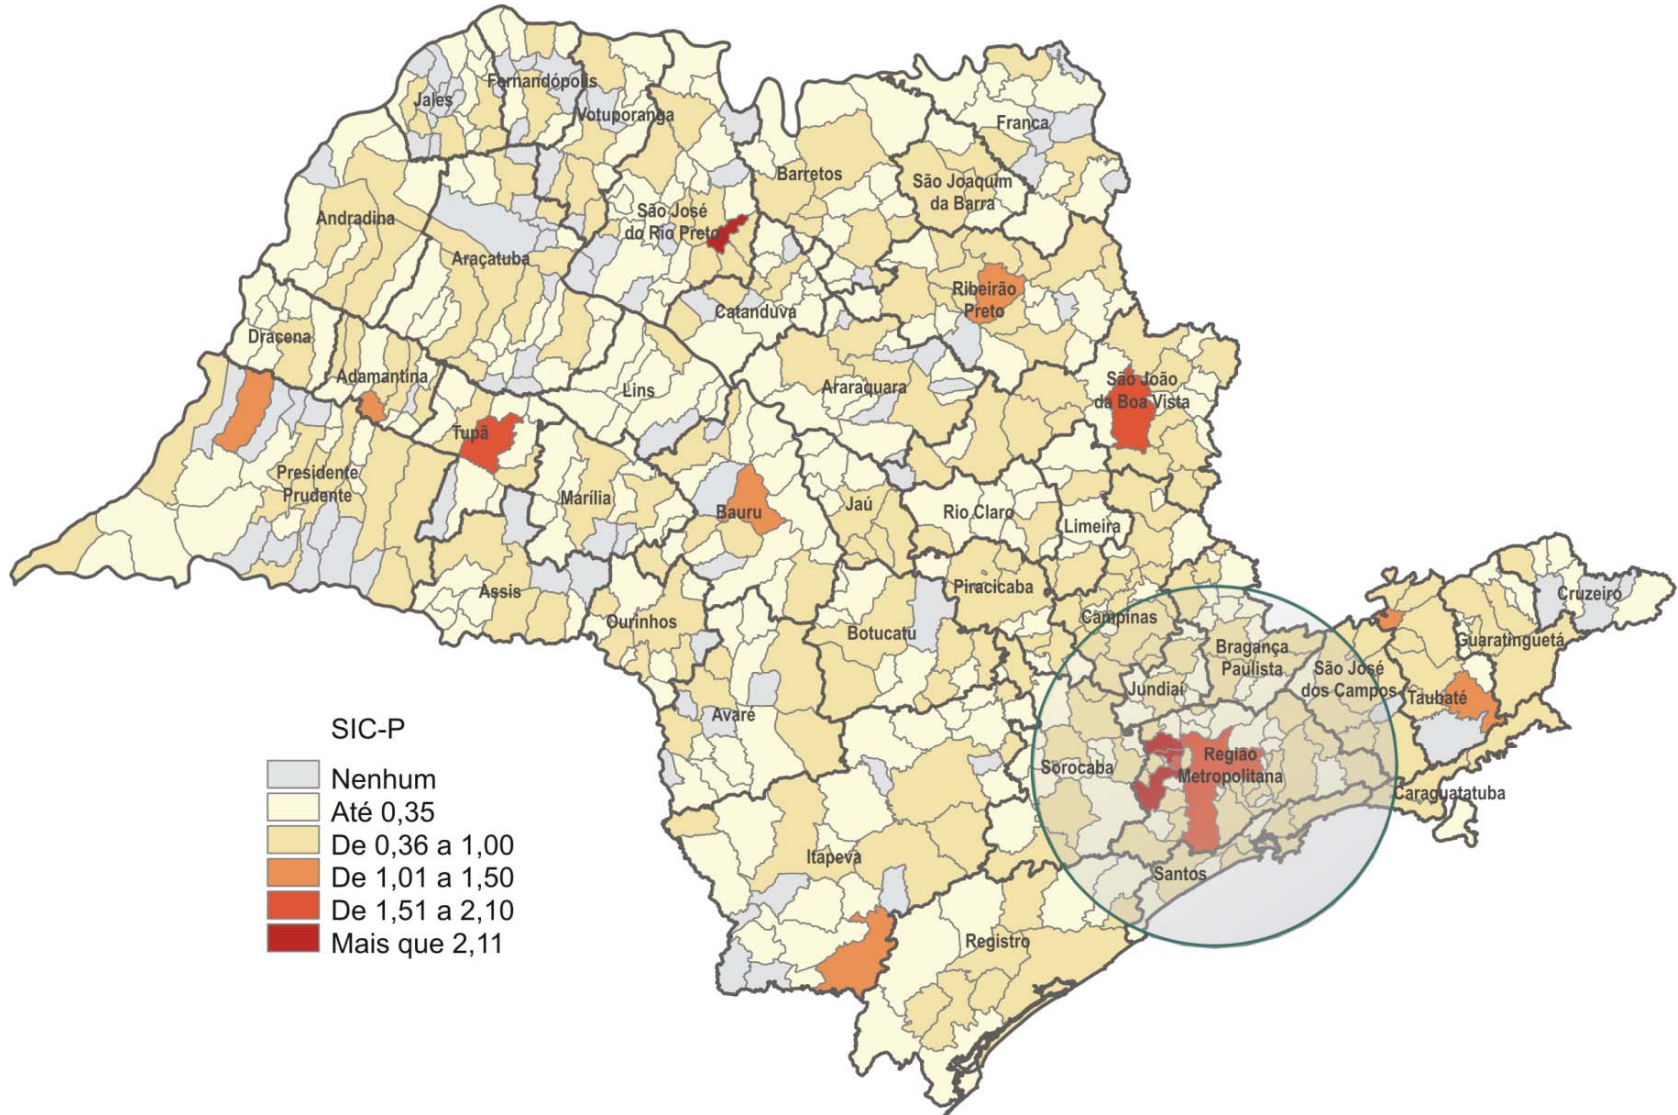 Fernandópolis
Jales
Votuporanga
Franca
Barretos
São Joaquim
da Barra
Andradina
São José
do Rio Preto
Araçatuba
Ribeirão
Preto
Catanduva
Dracena
Adamantina
Lins
Araraquara
São João
da Boa Vista
Tupã
Presidente
Prudente
Marília
Bauru
Jaú
Rio Claro
Limeira
Assis
Piracicaba
Cruzeiro
Ourinhos
Botucatu
Campinas
Bragança
Paulista
Guaratinguetá
São José
dos Campos
Jundiaí
Taubaté
Avaré
Região
Metropolitana
Sorocaba
Caraguatatuba
Itapeva
Santos
Registro
SIC-P
Nenhum
Até 0,35
De 0,36 a 1,00
De 1,01 a 1,50
De 1,51 a 2,10
Mais que 2,11